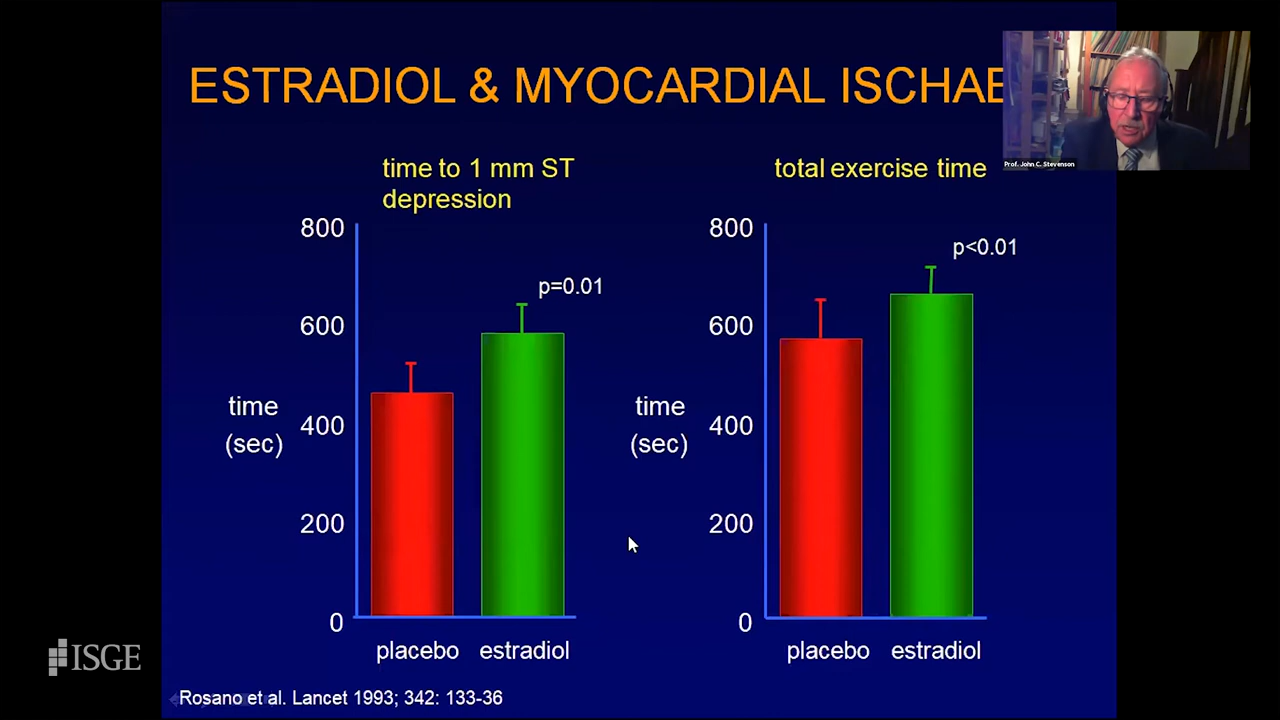 ESTRADIOL & MYOCARDIAL ISCHAE
Prof. John C. Stevenson
time to 1 mm ST
depression
total exercise time
800
600
400
200
0
time
(sec)
p=0.01
placebo
estradiol
800
600
400
200
0
time
(sec)
p<0.01
placebo
estradiol
ISGE
Rosano et al. Lancet 1993; 342: 133-36